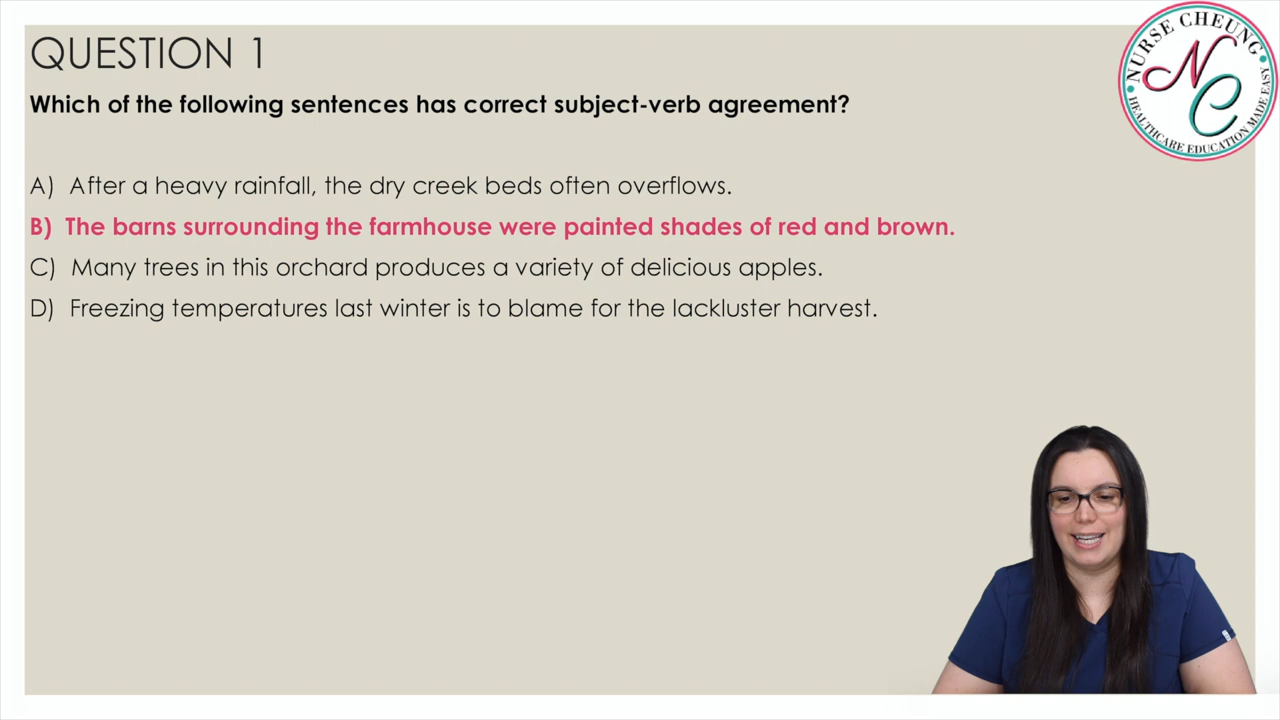 QUESTION 1
Which of the following sentences has correct subject-verb agreement?
A) After a heavy rainfall, the dry creek beds often overflows.
B) The barns surrounding the farmhouse were painted shades of red and brown.
C) Many trees in this orchard produces a variety of delicious apples.
D) Freezing temperatures last winter is to blame for the lackluster harvest.
NURSE CHEUNG
NC
HEALTHCARE EDUCATION MADE EASY